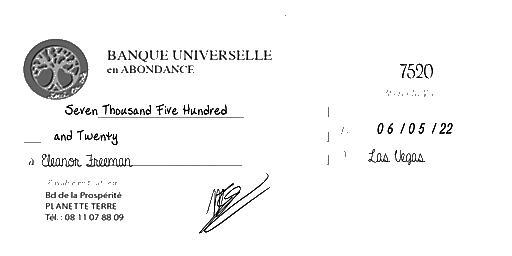 BANQUE UNIVERSELLE
en ABONDANCE
7520
Seven Thousand Five Hundred
and Twenty
06/05/22
à Eleanor Freeman
Las Vegas
Bd de la Prospérité
PLANETTE TERRE
Tél. : 08 11 07 88 09